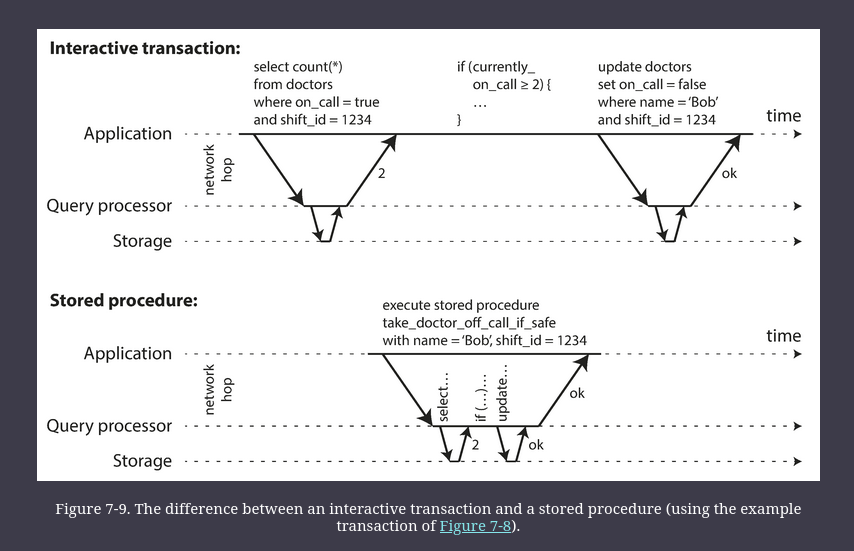 Interactive transaction:
select count(*)
from doctors
where on_call = true
and shift_id = 1234
if (currently_
on_call ≥ 2) {
…
}
update doctors
set on_call = false
where name = ‘Bob’
and shift_id = 1234
time
Application
network
hop
2
ok
Query processor
Storage
Stored procedure:
execute stored procedure
take_doctor_off_call_if_safe
with name = ‘Bob’, shift_id = 1234
time
Application
network
hop
select…
if (…)…
update…
ok
Query processor
2
ok
Storage
Figure 7-9. The difference between an interactive transaction and a stored procedure (using the example
transaction of Figure 7-8).